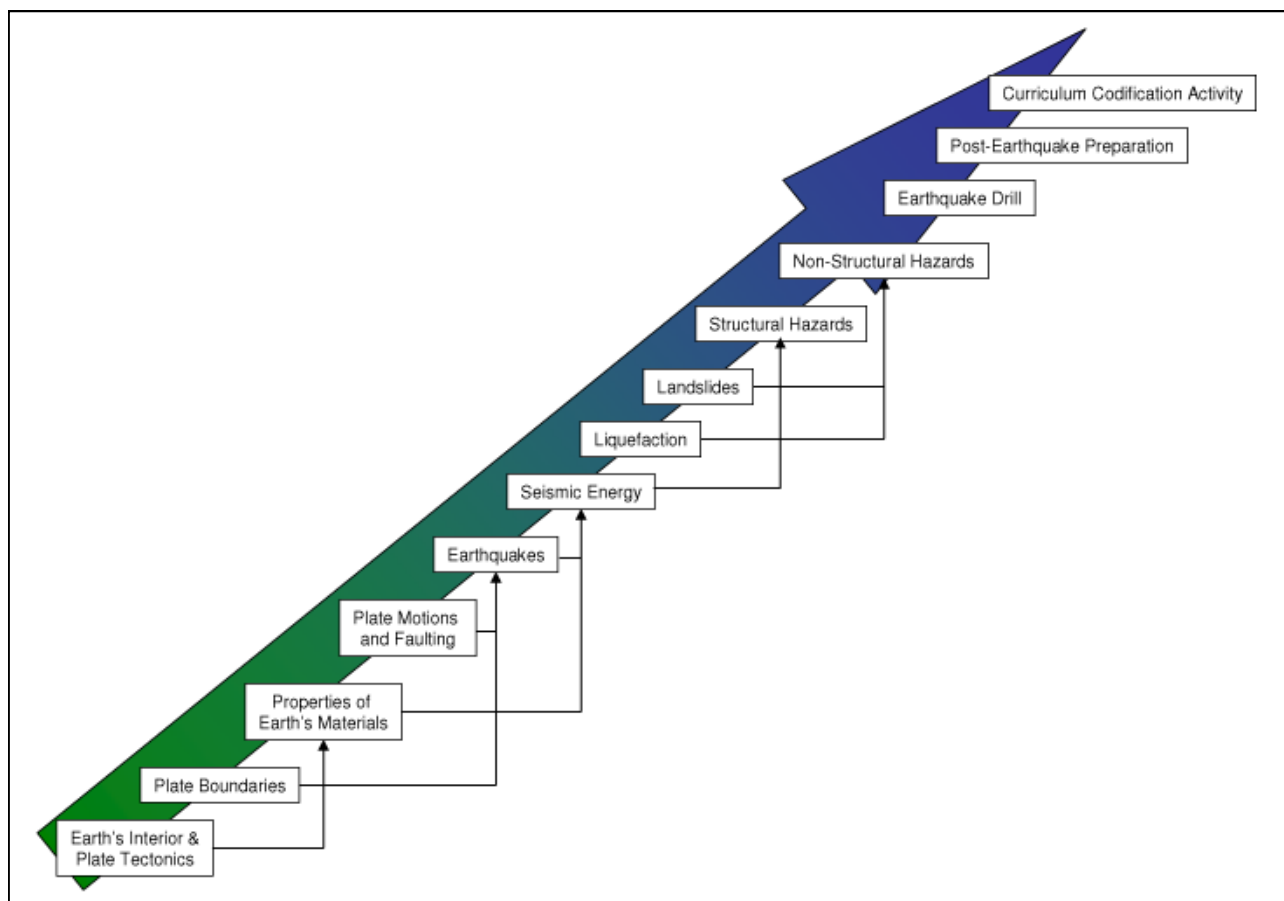 Curriculum Codification Activity
Post-Earthquake Preparation
Earthquake Drill
Non-Structural Hazards
Structural Hazards
Landslides
Liquefaction
Seismic Energy
Earthquakes
Plate Motions
and Faulting
Properties of
Earth's Materials
Plate Boundaries
Earth's Interior &
Plate Tectonics